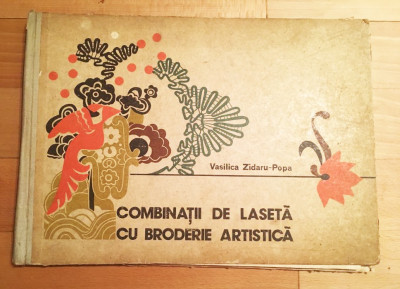 Vasilica Zidaru-Popa
COMBINAȚII DE LASETĂ
CU BRODERIE ARTISTICĂ